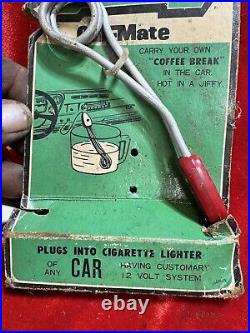 Mate
CARRY YOUR OWN
"COFFEE BREAK"
IN THE CAR.
HOT IN A JIFFY.
PLUGS INTO CIGARETTE LIGHTER
OF ANY CAR HAVING CUSTOMARY
12 VOLT SYSTEM.